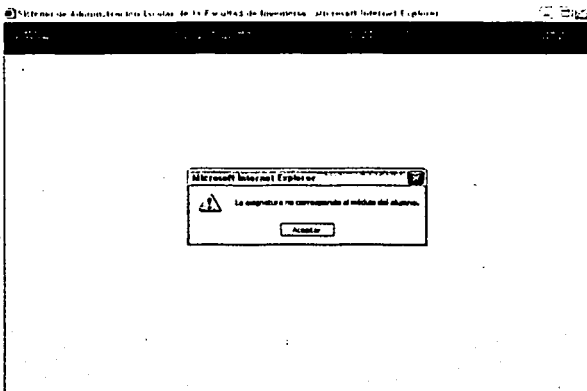 Sistema de Administración Escolar de la Facultad de Ingeniería - Microsoft Internet Explorer
Microsoft Internet Explorer
La asignatura no corresponde al módulo del alumno.
Aceptar